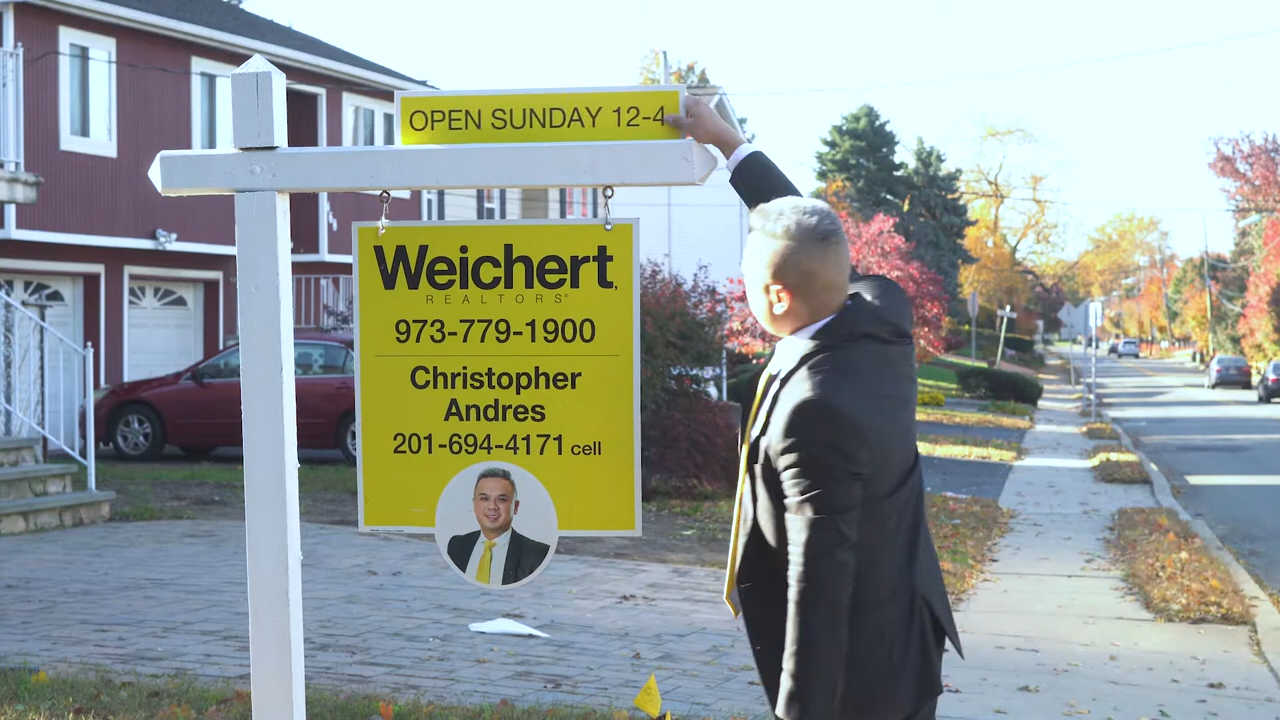 OPEN SUNDAY 12-4
Weichert,
REALTORS®
973-779-1900
Christopher
Andres
201-694-4171 cell